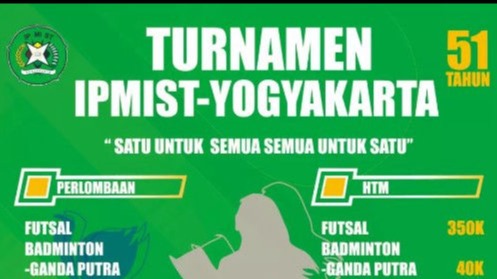 TURNAMEN
IPMIST-YOGYAKARTA
51
TAHUN
“ SATU UNTUK SEMUA SEMUA UNTUK SATU”
PERLOMBAAN
FUTSAL
BADMINTON
-GANDA PUTRA
HTM
FUTSAL 350K
BADMINTON
-GANDA PUTRA 40K